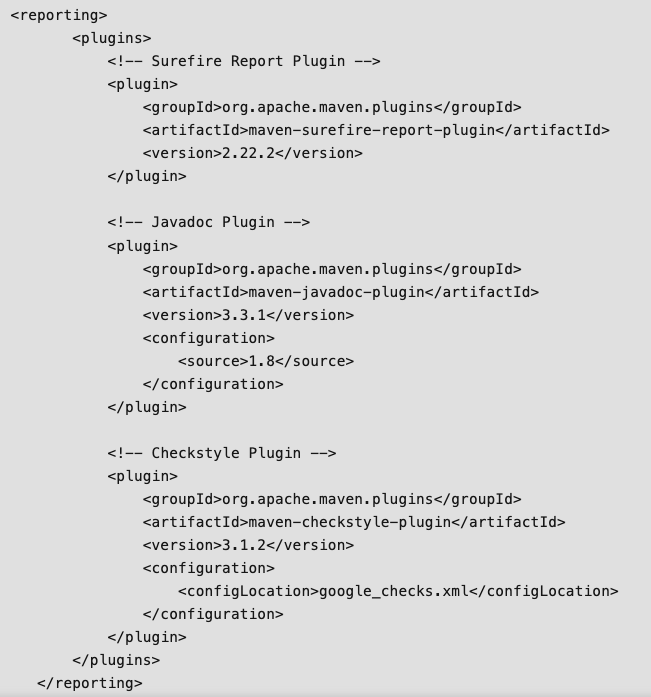 <reporting>
        <plugins>
            <!-- Surefire Report Plugin -->
            <plugin>
                <groupId>org.apache.maven.plugins</groupId>
                <artifactId>maven-surefire-report-plugin</artifactId>
                <version>2.22.2</version>
            </plugin>

            <!-- Javadoc Plugin -->
            <plugin>
                <groupId>org.apache.maven.plugins</groupId>
                <artifactId>maven-javadoc-plugin</artifactId>
                <version>3.3.1</version>
                <configuration>
                    <source>1.8</source>
                </configuration>
            </plugin>

            <!-- Checkstyle Plugin -->
            <plugin>
                <groupId>org.apache.maven.plugins</groupId>
                <artifactId>maven-checkstyle-plugin</artifactId>
                <version>3.1.2</version>
                <configuration>
                    <configLocation>google_checks.xml</configLocation>
                </configuration>
            </plugin>
        </plugins>
    </reporting>